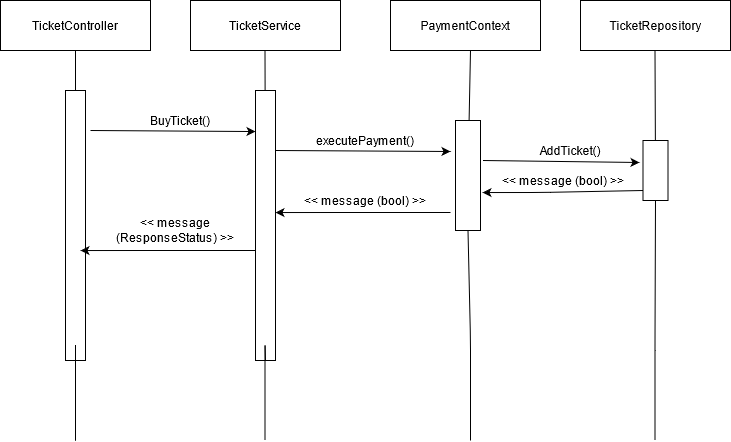 TicketController
TicketService
PaymentContext
TicketRepository
BuyTicket()
executePayment()
AddTicket()
<< message (bool) >>
<< message (bool) >>
<< message
(ResponseStatus) >>